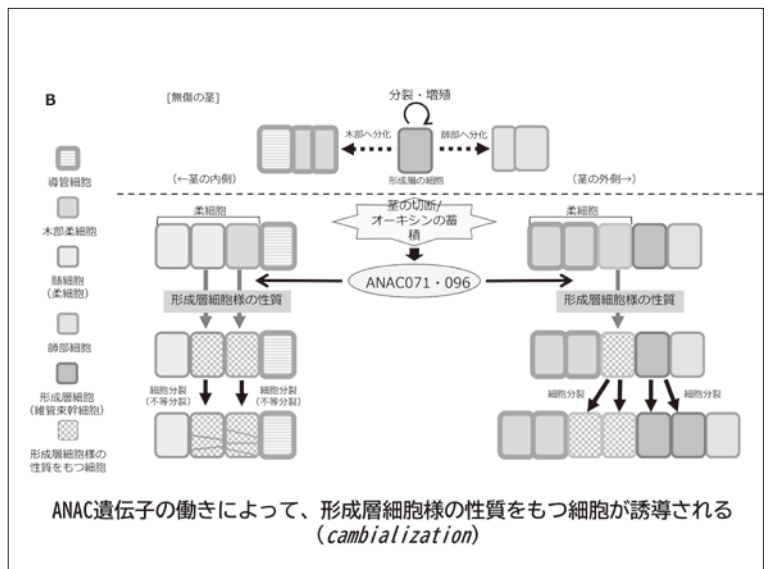 B
[無傷の茎]
分裂・増殖
木部へ分化
師部へ分化
形成層の細胞
(←茎の内側)
(茎の外側→)
導管細胞
木部柔細胞
髄細胞
(柔細胞)
師部細胞
形成層細胞
(維管束幹細胞)
形成層細胞様の
性質をもつ細胞
柔細胞
茎の切断/
オーキシンの蓄
積
柔細胞
ANAC071・096
形成層細胞様の性質
形成層細胞様の性質
細胞分裂
(不等分裂)
細胞分裂
(不等分裂)
細胞分裂
細胞分裂
ANAC遺伝子の働きによって、形成層細胞様の性質をもつ細胞が誘導される
(cambialization)